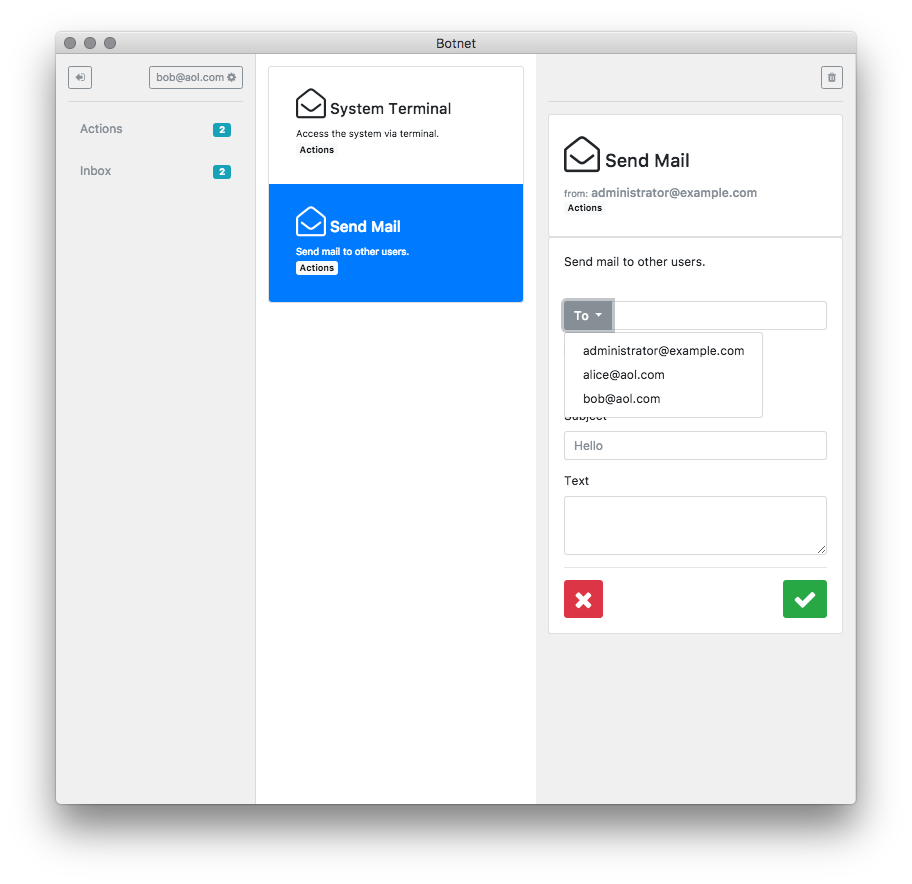 Botnet
bob@aol.com
Actions 2
Inbox 2
System Terminal
Access the system via terminal.
Actions
Send Mail
Send mail to other users.
Actions
Send Mail
from: administrator@example.com
Actions
Send mail to other users.
To
administrator@example.com
alice@aol.com
bob@aol.com
Subject
Hello
Text